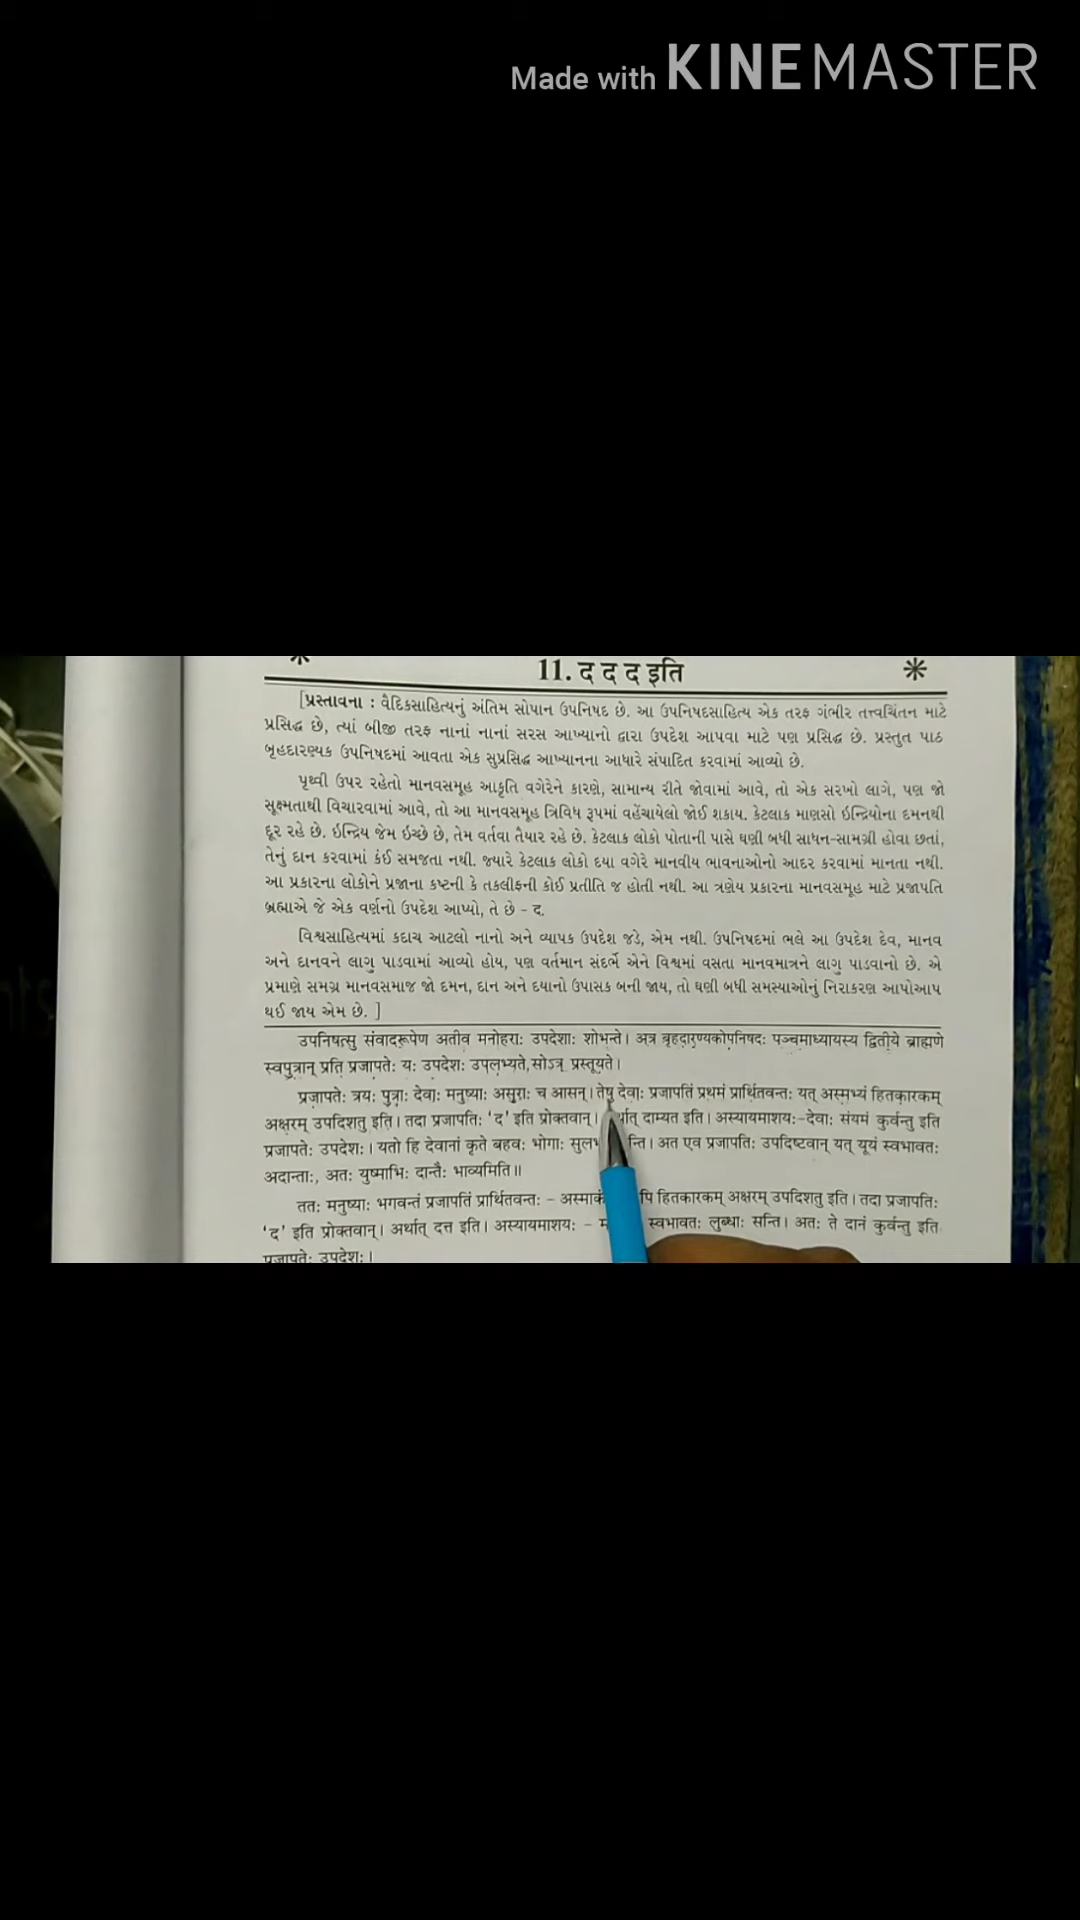 Made with KINEMASTER
11. द द द इति
[પ્રસ્તાવના : વૈદિકસાહિત્યનું અંતિમ સોપાન ઉપનિષદ છે. આ ઉપનિષદસાહિત્ય એક તરફ ગંભીર તત્ત્વચિંતન માટે
પ્રસિદ્ધ છે, ત્યાં બીજી તરફ નાનાં નાનાં સરસ આખ્યાનો દ્વારા ઉપદેશ આપવા માટે પણ પ્રસિદ્ધ છે. પ્રસ્તુત પાઠ
બૃહદારણ્યક ઉપનિષદમાં આવતા એક સુપ્રસિદ્ધ આખ્યાનના આધારે સંપાદિત કરવામાં આવ્યો છે.
પૃથ્વી ઉપર રહેતો માનવસમૂહ આકૃતિ વગેરેને કારણે, સામાન્ય રીતે જોવામાં આવે, તો એક સરખો લાગે, પણ જો
સૂક્ષ્મતાથી વિચારવામાં આવે, તો આ માનવસમૂહ ત્રિવિધ રૂપમાં વહેંચાયેલો જોઈ શકાય. કેટલાક માણસો ઇન્દ્રિયોના દમનથી
દૂર રહે છે. ઇન્દ્રિય જેમ ઇચ્છે છે, તેમ વર્તવા તૈયાર રહે છે. કેટલાક લોકો પોતાની પાસે ઘણી બધી સાધન-સામગ્રી હોવા છતાં,
તેનું દાન કરવામાં કંઈ સમજતા નથી. જ્યારે કેટલાક લોકો દયા વગેરે માનવીય ભાવનાઓનો આદર કરવામાં માનતા નથી.
આ પ્રકારના લોકોને પ્રજાના કષ્ટની કે તકલીફની કોઈ પ્રતીતિ જ હોતી નથી. આ ત્રણેય પ્રકારના માનવસમૂહ માટે પ્રજાપતિ
બ્રહ્માએ જે એક વર્ણનો ઉપદેશ આપ્યો, તે છે - દ.
વિશ્વસાહિત્યમાં કદાચ આટલો નાનો અને વ્યાપક ઉપદેશ જડે, એમ નથી. ઉપનિષદમાં ભલે આ ઉપદેશ દેવ, માનવ
અને દાનવને લાગુ પાડવામાં આવ્યો હોય, પણ વર્તમાન સંદર્ભે એને વિશ્વમાં વસતા માનવમાત્રને લાગુ પાડવાનો છે. એ
પ્રમાણે સમગ્ર માનવસમાજ જો દમન, દાન અને દયાનો ઉપાસક બની જાય, તો ઘણી બધી સમસ્યાઓનું નિરાકરણ આપોઆપ
થઈ જાય એમ છે. ]
उपनिषत्सु संवादरूपेण अतीव मनोहराः उपदेशाः शोभन्ते। अत्र बृहदारण्यकोपनिषदः पञ्चमाध्यायस्य द्वितीये ब्राह्मणे
स्वपुत्रान् प्रति प्रजापतेः यः उपदेशः उपलभ्यते, सोऽत्र प्रस्तूयते।
प्रजापतेः त्रयः पुत्राः देवाः मनुष्याः असुराः च आसन्। तेषु देवाः प्रजापतिं प्रथमं प्रार्थितवन्तः यत् अस्मभ्यं हितकारकम्
अक्षरम् उपदिशतु इति। तदा प्रजापतिः 'द' इति प्रोक्तवान्। र्थात् दाम्यत इति। अस्यायमाशयः-देवाः संयमं कुर्वन्तु इति
प्रजापतेः उपदेशः। यतो हि देवानां कृते बहवः भोगाः सुलभ न्ति। अत एव प्रजापतिः उपदिष्टवान् यत् यूयं स्वभावतः
अदान्ताः, अतः युष्माभिः दान्तैः भाव्यमिति॥
ततः मनुष्याः भगवन्तं प्रजापतिं प्रार्थितवन्तः - अस्माकं पि हितकारकम् अक्षरम् उपदिशतु इति। तदा प्रजापतिः
'द' इति प्रोक्तवान्। अर्थात् दत्त इति। अस्यायमाशयः - म स्वभावतः लुब्धाः सन्ति। अतः ते दानं कुर्वन्तु इति
प्रजापतेः उपदेशः।